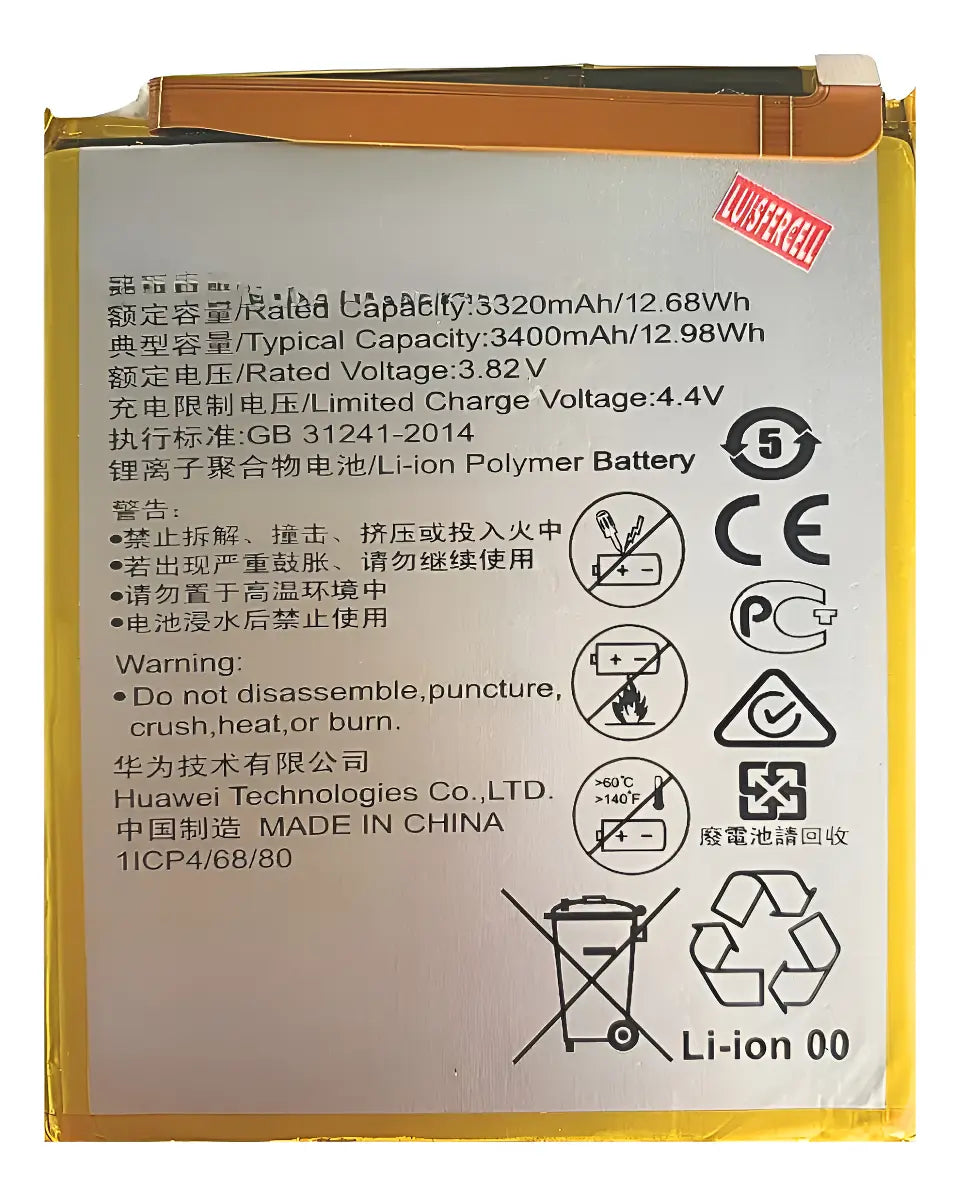 LUISFERCELL
额定容量/Rated Capacity:3320mAh/12.68Wh
典型容量/Typical Capacity:3400mAh/12.98Wh
额定电压/Rated Voltage:3.82V
充电限制电压/Limited Charge Voltage:4.4V
执行标准:GB 31241-2014
锂离子聚合物电池/Li-ion Polymer Battery
5
CE
警告:
•禁止拆解、撞击、挤压或投入火中
•若出现严重鼓胀、请勿继续使用
•请勿置于高温环境中
•电池浸水后禁止使用
PCT
Warning:
• Do not disassemble,puncture,
crush,heat,or burn.
华为技术有限公司
Huawei Technologies Co.,LTD.
中国制造 MADE IN CHINA
1ICP4/68/80
>60°C
>140°F
廢電池請回收
Li-ion 00